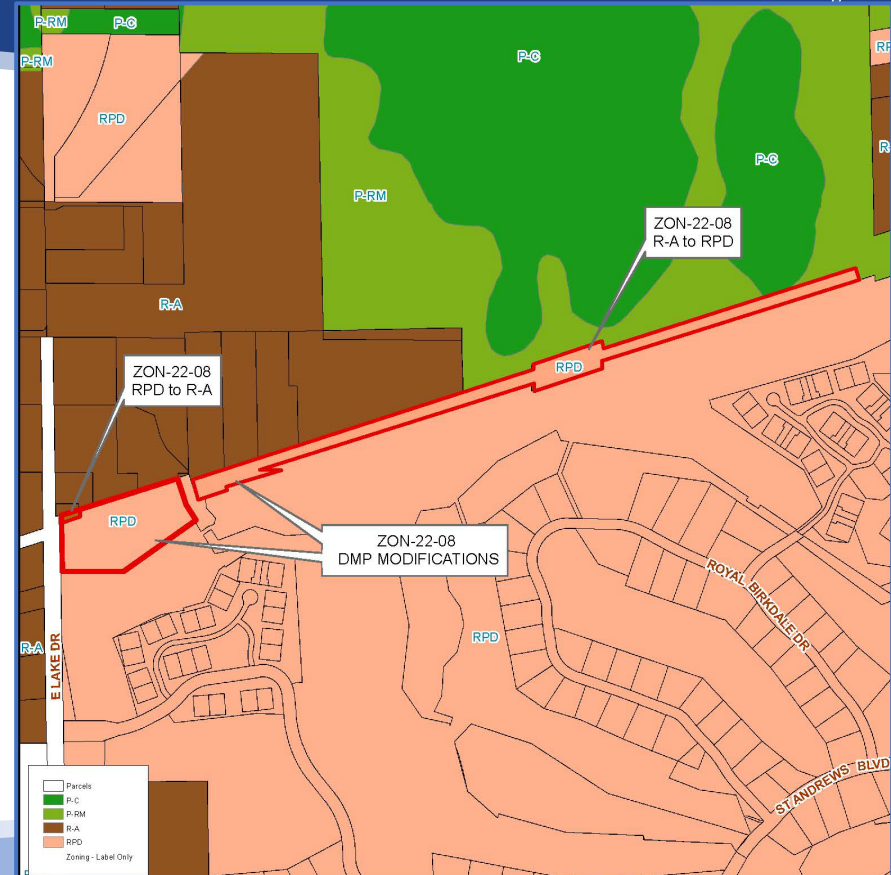 P-RM
P-C
P-C
P-RM
RPD
P-C
P-RM
ZON-22-08
R-A to RPD
R-A
RPD
ZON-22-08
RPD to R-A
RPD
ZON-22-08
DMP MODIFICATIONS
ROYAL BIRKDALE DR
RPD
R-A
E LAKE DR
ST ANDREWS BLVD
Parcels
P-C
P-RM
R-A
RPD
Zoning - Label Only